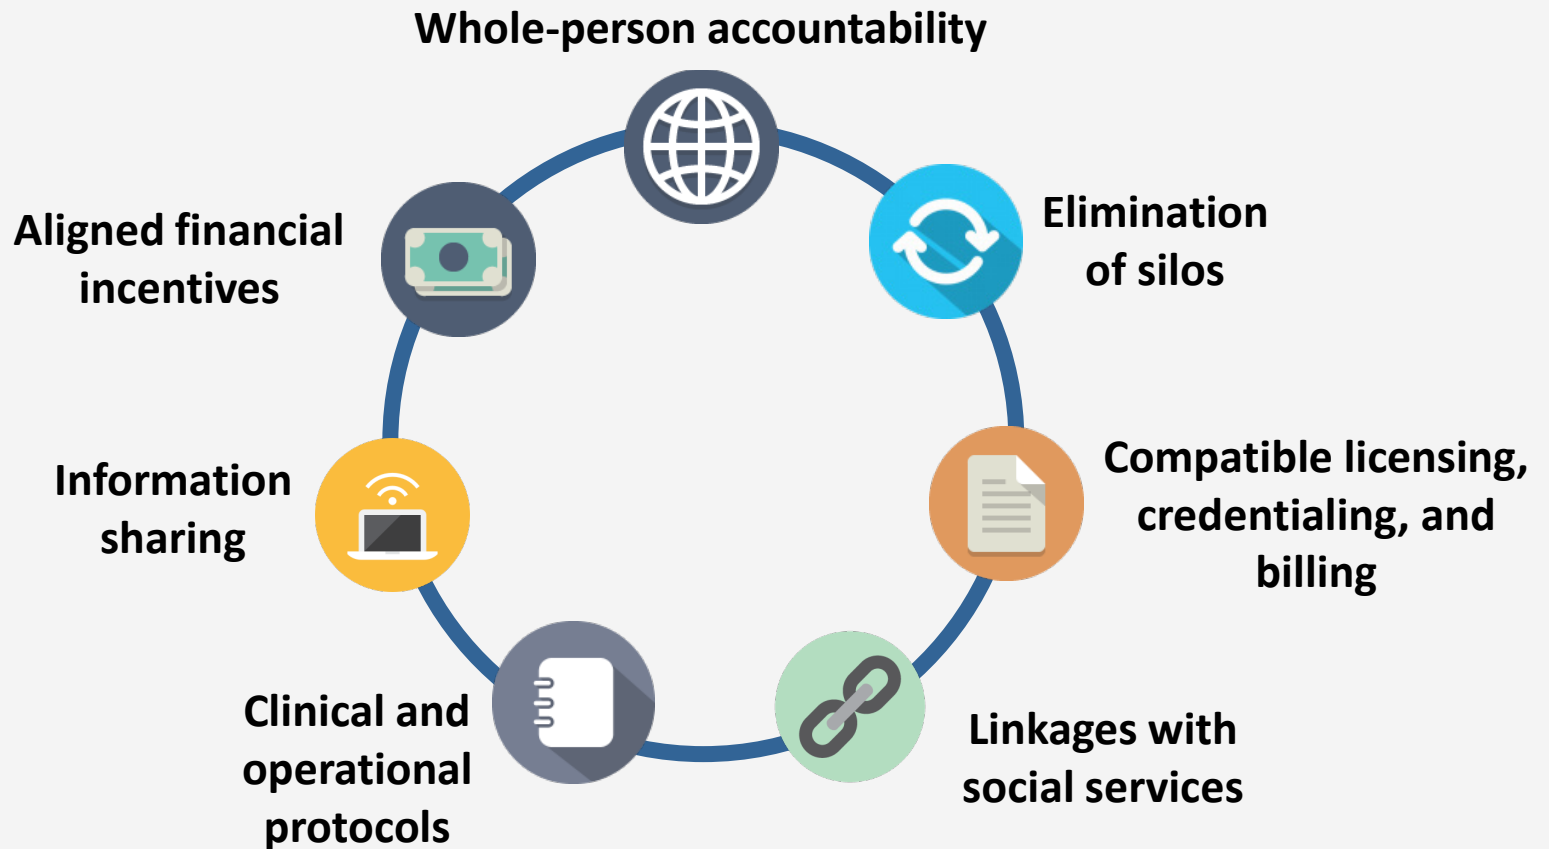 Whole-person accountability
Elimination
of silos
Compatible licensing,
credentialing, and
billing
Linkages with
social services
Clinical and
operational
protocols
Information
sharing
Aligned financial
incentives